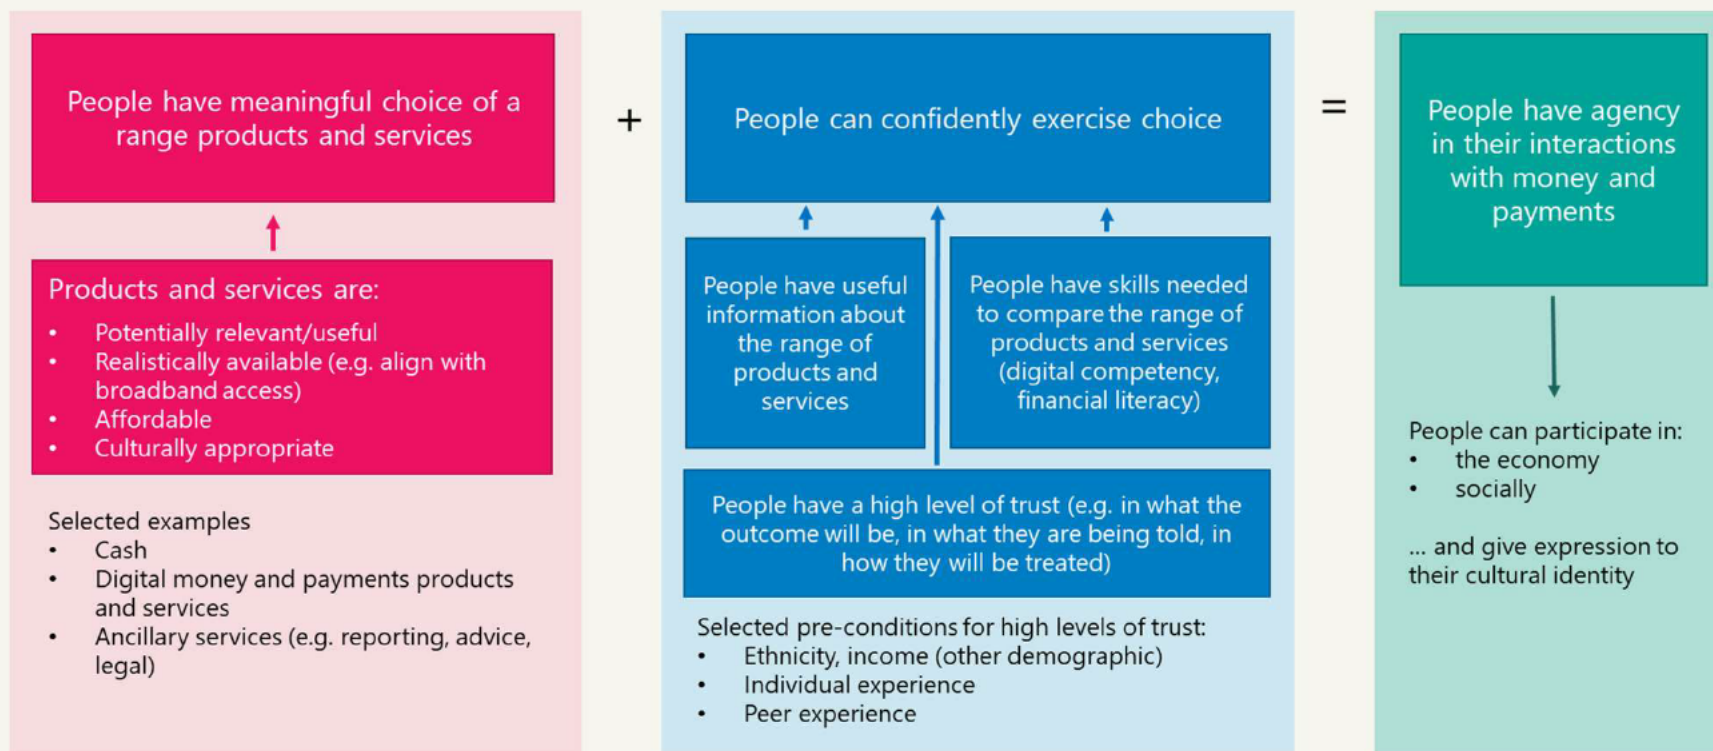 People have meaningful choice of a
range products and services
Products and services are:
• Potentially relevant/useful
• Realistically available (e.g. align with
broadband access)
• Affordable
• Culturally appropriate
Selected examples
• Cash
• Digital money and payments products
and services
• Ancillary services (e.g. reporting, advice,
legal)
+
People can confidently exercise choice
People have useful
information about
the range of
products and
services
People have skills needed
to compare the range of
products and services
(digital competency,
financial literacy)
People have a high level of trust (e.g. in what the
outcome will be, in what they are being told, in
how they will be treated)
Selected pre-conditions for high levels of trust:
• Ethnicity, income (other demographic)
• Individual experience
• Peer experience
=
People have agency
in their interactions
with money and
payments
People can participate in:
• the economy
• socially
... and give expression to
their cultural identity